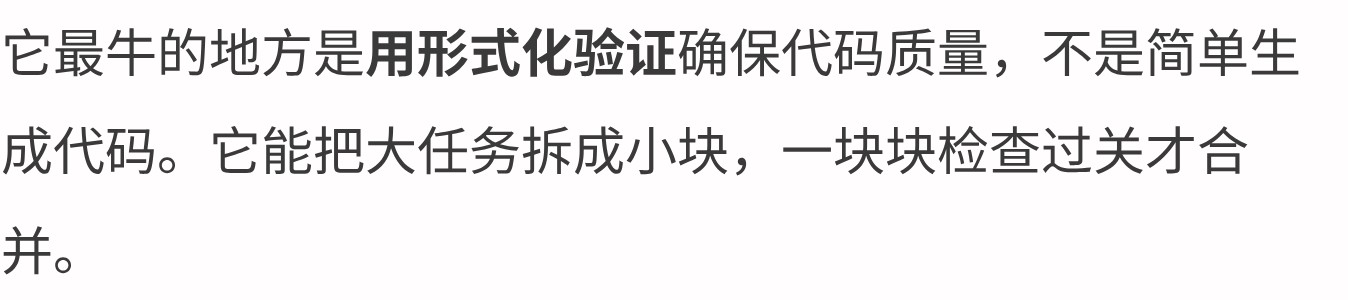 它最牛的地方是用形式化验证确保代码质量，不是简单生
成代码。它能把大任务拆成小块，一块块检查过关才合
并。